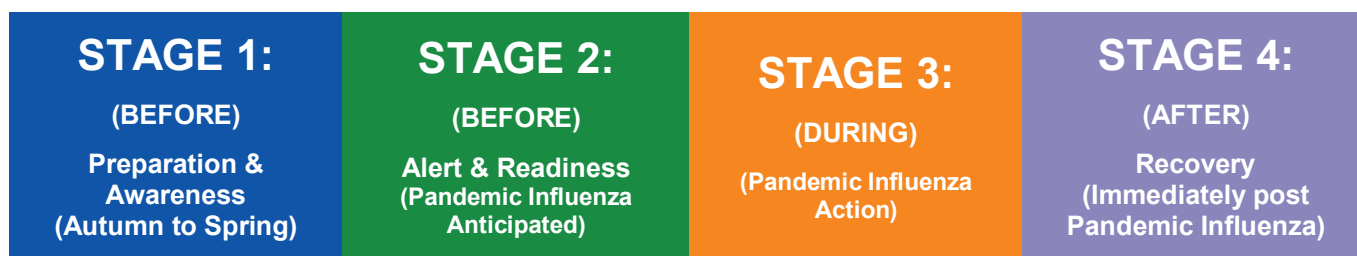 STAGE 1:
(BEFORE)
Preparation &
Awareness
(Autumn to Spring)
STAGE 2:
(BEFORE)
Alert & Readiness
(Pandemic Influenza
Anticipated)
STAGE 3:
(DURING)
(Pandemic Influenza
Action)
STAGE 4:
(AFTER)
Recovery
(Immediately post
Pandemic Influenza)